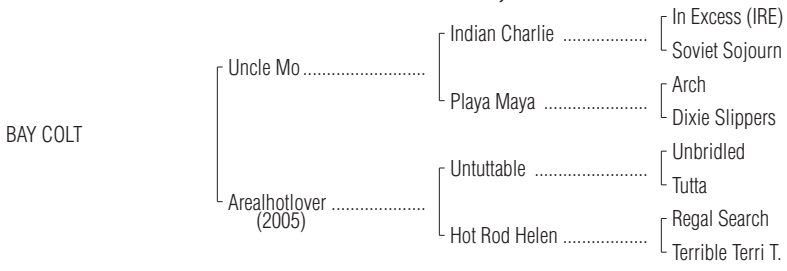 In Excess (IRE)
Indian Charlie ..................
Soviet Sojourn
Uncle Mo ..........................
Arch
Playa Maya ......................
Dixie Slippers
BAY COLT
Unbridled
Untuttable ........................
Tutta
Arealhotlover ....................
(2005)
Regal Search
Hot Rod Helen ..................
Terrible Terri T.